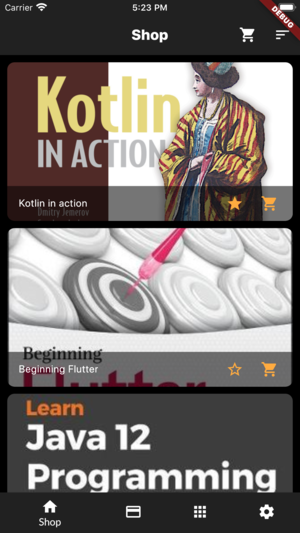 Carrier
5:23 PM
DEBUG
Shop
Kotlin
IN ACTION
Kotlin in action
Dmitry Jemerov
Beginning
Beginning Flutter
Flutter
Learn
Java 12
Programming
Shop